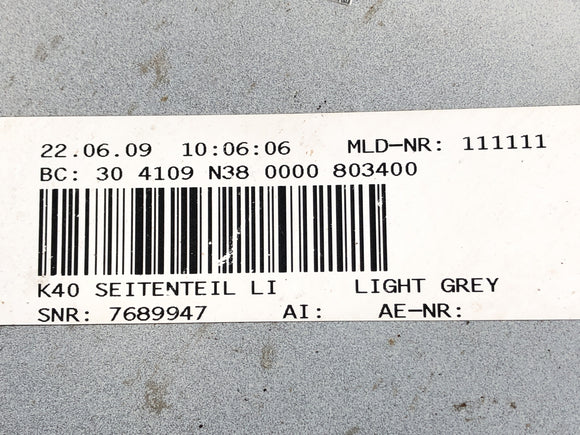 22.06.09 10:06:06 MLD-NR: 111111
BC: 30 4109 N38 0000 803400
K40 SEITENTEIL LI LIGHT GREY
SNR: 7689947 AI: AE-NR: